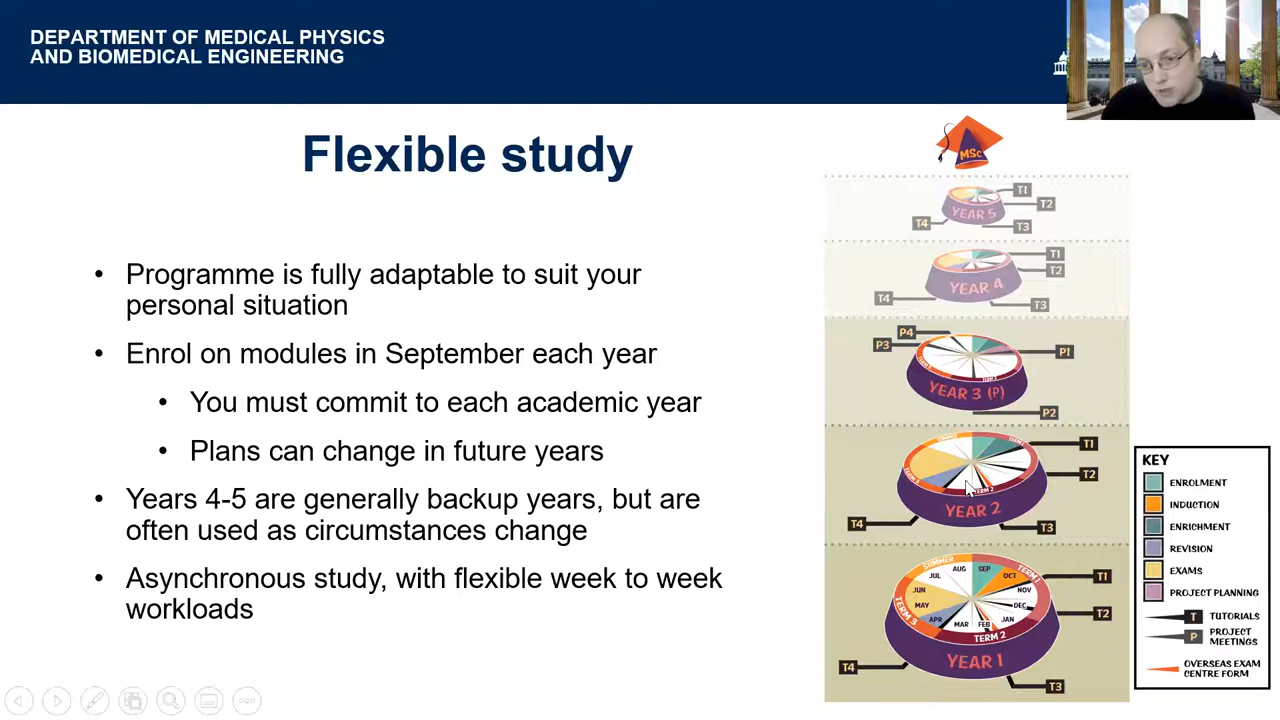 DEPARTMENT OF MEDICAL PHYSICS
AND BIOMEDICAL ENGINEERING
Flexible study
• Programme is fully adaptable to suit your
personal situation
• Enrol on modules in September each year
• You must commit to each academic year
• Plans can change in future years
• Years 4-5 are generally backup years, but are
often used as circumstances change
• Asynchronous study, with flexible week to week
workloads
MSc
T1
T2
YEAR 5
T4
T3
T1
T2
YEAR 4
T4
T3
P4
P3
P1
YEAR 3 (P)
P2
T1
T2
TERM 2
YEAR 2
T4
T3
SUMMER
TERM 1
AUG
SEP
JUL
OCT
JUN
NOV
MAY
DEC
APR
JAN
MAR
FEB
TERM 3
TERM 2
YEAR 1
T1
T2
T4
T3
KEY
ENROLMENT
INDUCTION
ENRICHMENT
REVISION
EXAMS
PROJECT PLANNING
T TUTORIALS
P PROJECT
MEETINGS
OVERSEAS EXAM
CENTRE FORM